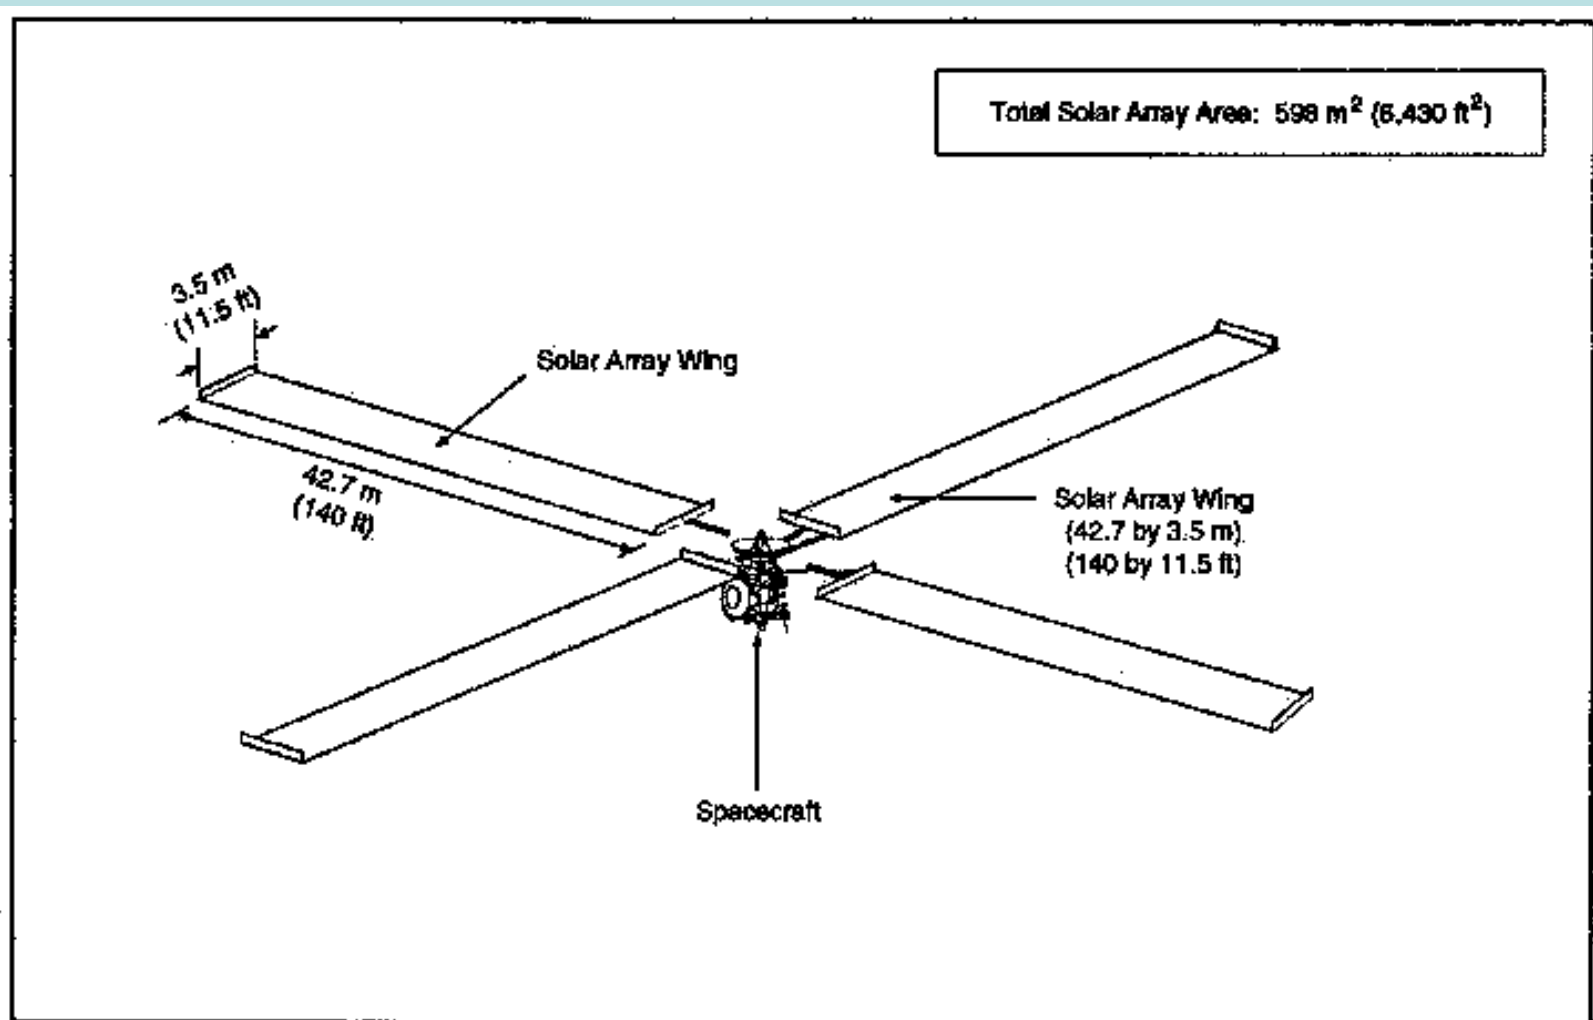 Total Solar Array Area: 598 m² (6,430 ft²)
3.5 m
(11.5 ft)
Solar Array Wing
42.7 m
(140 ft)
Solar Array Wing
(42.7 by 3.5 m)
(140 by 11.5 ft)
Spacecraft